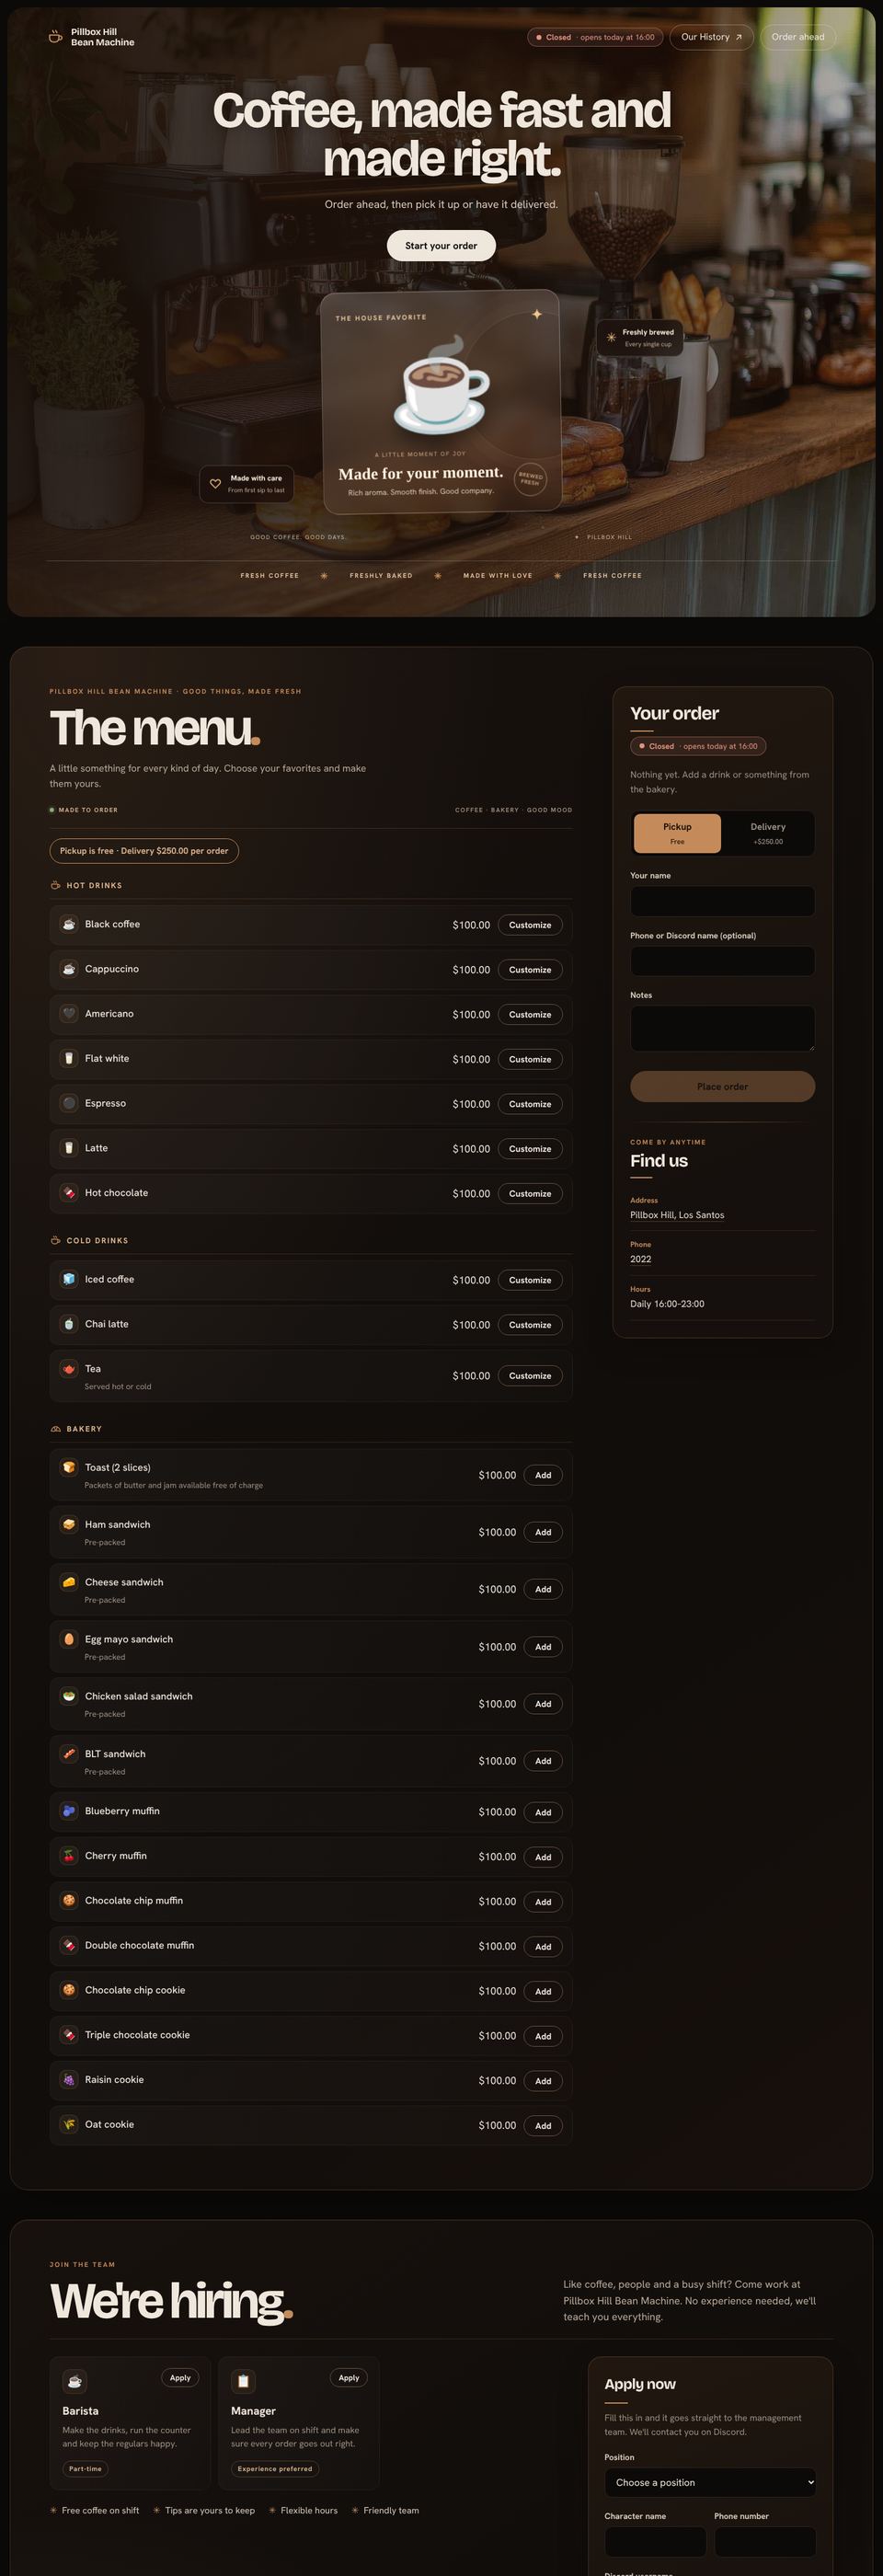 Pillbox Hill
Bean Machine
Closed · opens today at 16:00
Our History ↗
Order ahead
Coffee, made fast and
made right.
Order ahead, then pick it up or have it delivered.
Start your order
THE HOUSE FAVORITE
Freshly brewed
Every single cup
A LITTLE MOMENT OF JOY
Made for your moment.
Rich aroma. Smooth finish. Good company.
BREWED
FRESH
Made with care
From first sip to last
GOOD COFFEE. GOOD DAYS.
PILLBOX HILL
FRESH COFFEE
FRESHLY BAKED
MADE WITH LOVE
FRESH COFFEE
PILLBOX HILL BEAN MACHINE · GOOD THINGS, MADE FRESH
The menu.
A little something for every kind of day. Choose your favorites and make
them yours.
MADE TO ORDER
COFFEE · BAKERY · GOOD MOOD
Pickup is free · Delivery $250.00 per order
HOT DRINKS
Black coffee $100.00 Customize
Cappuccino $100.00 Customize
Americano $100.00 Customize
Flat white $100.00 Customize
Espresso $100.00 Customize
Latte $100.00 Customize
Hot chocolate $100.00 Customize
COLD DRINKS
Iced coffee $100.00 Customize
Chai latte $100.00 Customize
Tea $100.00 Customize
Served hot or cold
BAKERY
Toast (2 slices) $100.00 Add
Packets of butter and jam available free of charge
Ham sandwich $100.00 Add
Pre-packed
Cheese sandwich $100.00 Add
Pre-packed
Egg mayo sandwich $100.00 Add
Pre-packed
Chicken salad sandwich $100.00 Add
Pre-packed
BLT sandwich $100.00 Add
Pre-packed
Blueberry muffin $100.00 Add
Cherry muffin $100.00 Add
Chocolate chip muffin $100.00 Add
Double chocolate muffin $100.00 Add
Chocolate chip cookie $100.00 Add
Triple chocolate cookie $100.00 Add
Raisin cookie $100.00 Add
Oat cookie $100.00 Add
Your order
Closed · opens today at 16:00
Nothing yet. Add a drink or something from
the bakery.
Pickup
Free
Delivery
+$250.00
Your name
Phone or Discord name (optional)
Notes
Place order
COME BY ANYTIME
Find us
Address
Pillbox Hill, Los Santos
Phone
2022
Hours
Daily 16:00–23:00
JOIN THE TEAM
We're hiring.
Like coffee, people and a busy shift? Come work at
Pillbox Hill Bean Machine. No experience needed, we'll
teach you everything.
Apply
Barista
Make the drinks, run the counter
and keep the regulars happy.
Part-time
Apply
Manager
Lead the team on shift and make
sure every order goes out right.
Experience preferred
Free coffee on shift
Tips are yours to keep
Flexible hours
Friendly team
Apply now
Fill this in and it goes straight to the management
team. We'll contact you on Discord.
Position
Choose a position
Character name
Phone number